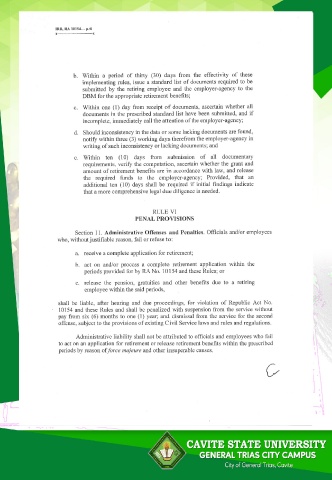 IRR, RA 10154 ... p.8
b. Within a period of thirty (30) days from the effectivity of these
implementing rules, issue a standard list of documents required to be
submitted by the retiring employee and the employer-agency to the
DBM for the appropriate retirement benefits;
c. Within one (1) day from receipt of documents, ascertain whether all
documents in the prescribed standard list have been submitted, and if
incomplete, immediately call the attention of the employer-agency;
d. Should inconsistency in the data or some lacking documents are found,
notify within three (3) working days therefrom the employer-agency in
writing of such inconsistency or lacking documents; and
e. Within ten (10) days from submission of all documentary
requirements, verify the computation, ascertain whether the grant and
amount of retirement benefits are in accordance with law, and release
the required funds to the employer-agency; Provided, that an
additional ten (10) days shall be required if initial findings indicate
that a more comprehensive legal due diligence is needed.
RULE VI
PENAL PROVISIONS
Section 11. Administrative Offenses and Penalties. Officials and/or employees
who, without justifiable reason, fail or refuse to:
a. receive a complete application for retirement;
b. act on and/or process a complete retirement application within the
periods provided for by RA No. 10154 and these Rules; or
c. release the pension, gratuities and other benefits due to a retiring
employee within the said periods,
shall be liable, after hearing and due proceedings, for violation of Republic Act No.
10154 and these Rules and shall be penalized with suspension from the service without
pay from six (6) months to one (1) year; and dismissal from the service for the second
offense, subject to the provisions of existing Civil Service laws and rules and regulations.
Administrative liability shall not be attributed to officials and employees who fail
to act on an application for retirement or release retirement benefits within the prescribed
periods by reason of force majeure and other insuperable causes.
CAVITE STATE UNIVERSITY
GENERAL TRIAS CITY CAMPUS
City of General Trias, Cavite